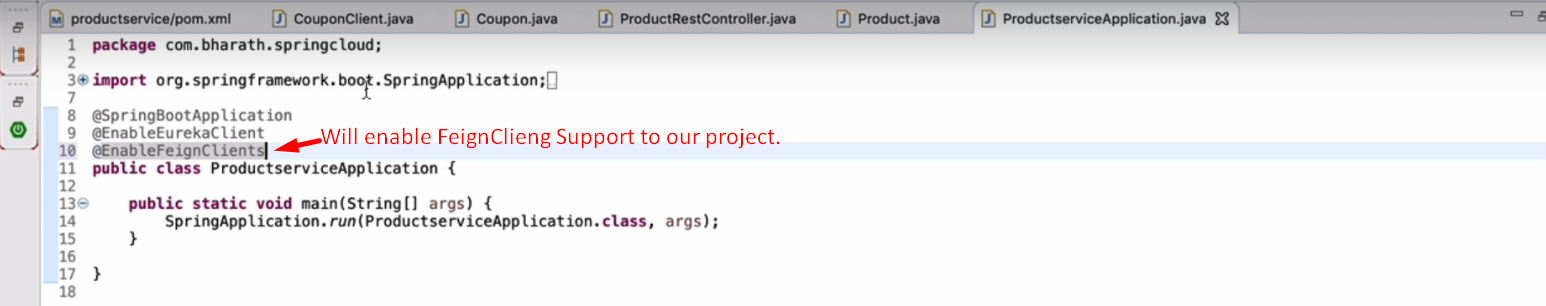 productservice/pom.xml CouponClient.java Coupon.java ProductRestController.java Product.java ProductserviceApplication.java
1 package com.bharath.springcloud;
2
3 import org.springframework.boot.SpringApplication;
7
8 @SpringBootApplication
9 @EnableEurekaClient
Will enable FeignClieng Support to our project.
10 @EnableFeignClients
11 public class ProductserviceApplication {
12
13 public static void main(String[] args) {
14 SpringApplication.run(ProductserviceApplication.class, args);
15 }
16
17 }
18